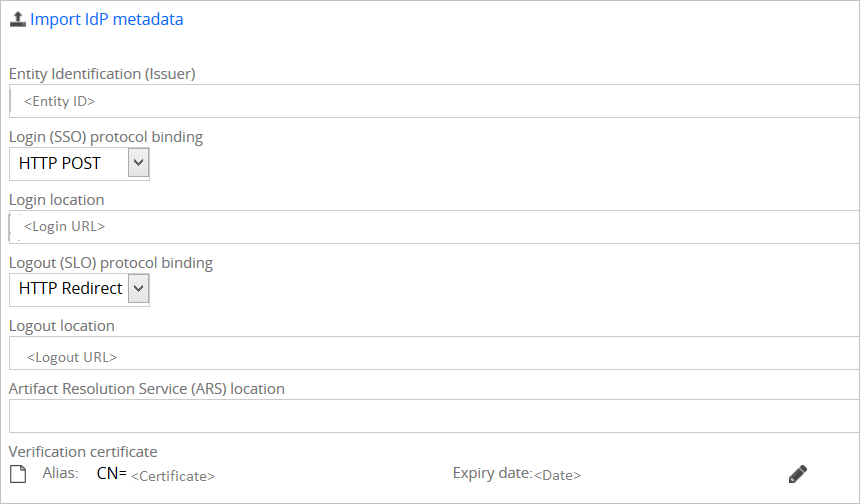 Import IdP metadata
Entity Identification (Issuer)
<Entity ID>
Login (SSO) protocol binding
HTTP POST
Login location
<Login URL>
Logout (SLO) protocol binding
HTTP Redirect
Logout location
<Logout URL>
Artifact Resolution Service (ARS) location
Verification certificate
Alias: CN= <Certificate> Expiry date:<Date>